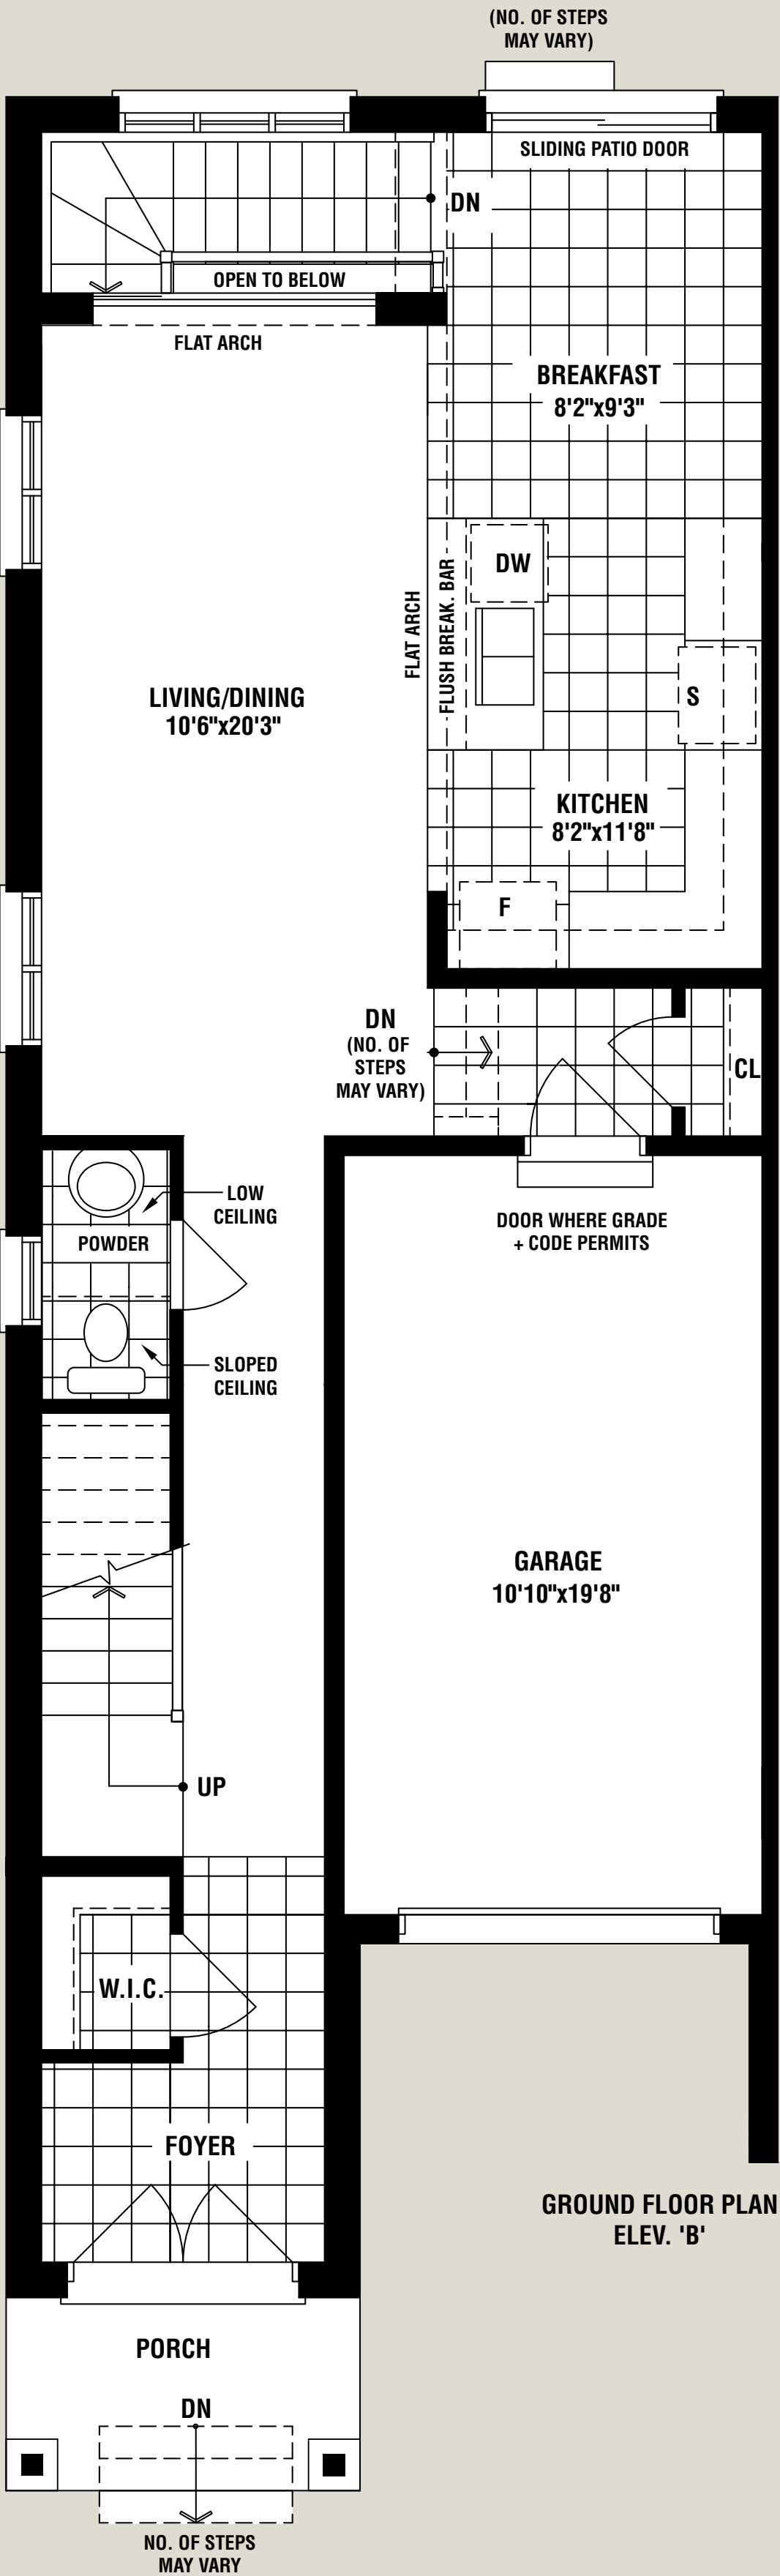 (NO. OF STEPS
MAY VARY)
SLIDING PATIO DOOR
DN
OPEN TO BELOW
FLAT ARCH
BREAKFAST
8'2"x9'3"
DW
FLAT ARCH
FLUSH BREAK. BAR
LIVING/DINING
10'6"x20'3"
S
KITCHEN
8'2"x11'8"
F
DN
(NO. OF
STEPS
MAY VARY)
CL
LOW
CEILING
POWDER
DOOR WHERE GRADE
+ CODE PERMITS
SLOPED
CEILING
GARAGE
10'10"x19'8"
UP
W.I.C.
FOYER
GROUND FLOOR PLAN
ELEV. 'B'
PORCH
DN
NO. OF STEPS
MAY VARY